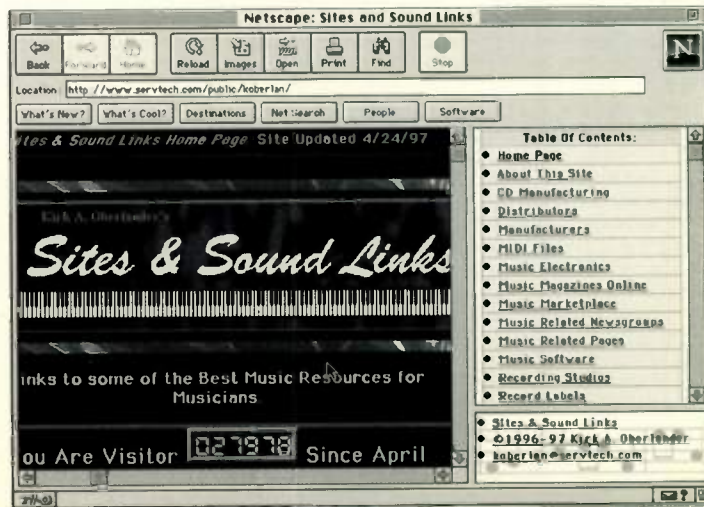 Netscape: Sites and Sound Links
Back Forward Home Reload Images Open Print Find Stop
N
Location: http://www.servtech.com/public/koberlan/
What's New? What's Cool? Destinations Net Search People Software
ites & Sound Links Home Page Site Updated 4/24/97
Kirk A. Oberlander's
Sites & Sound Links
inks to some of the Best Music Resources for
Musicians
ou Are Visitor 027978 Since April
Table Of Contents:
Home Page
About This Site
CD Manufacturing
Distributors
Manufacturers
MIDI Files
Music Electronics
Music Magazines Online
Music Marketplace
Music Related Newsgroups
Music Related Pages
Music Software
Recording Studios
Record Labels
Sites & Sound Links
©1996-97 Kirk A. Oberlander
koberlan@servtech.com
?